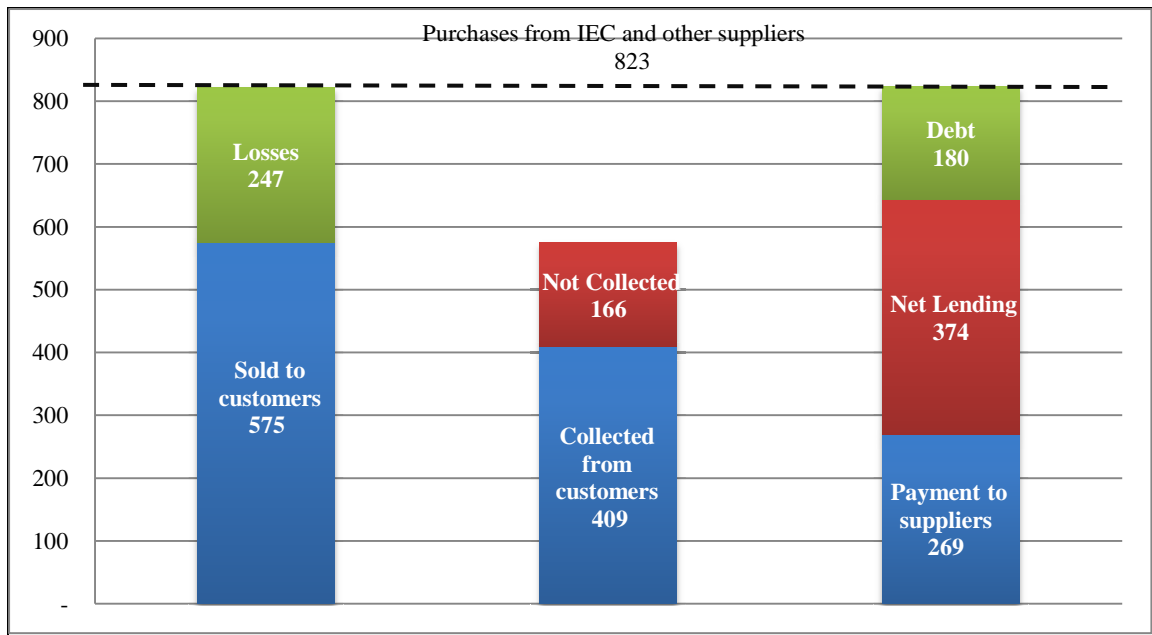 Purchases from IEC and other suppliers
823
900
800
700
600
500
400
300
200
100
-
Losses
247
Sold to
customers
575
Not Collected
166
Collected
from
customers
409
Debt
180
Net Lending
374
Payment to
suppliers
269